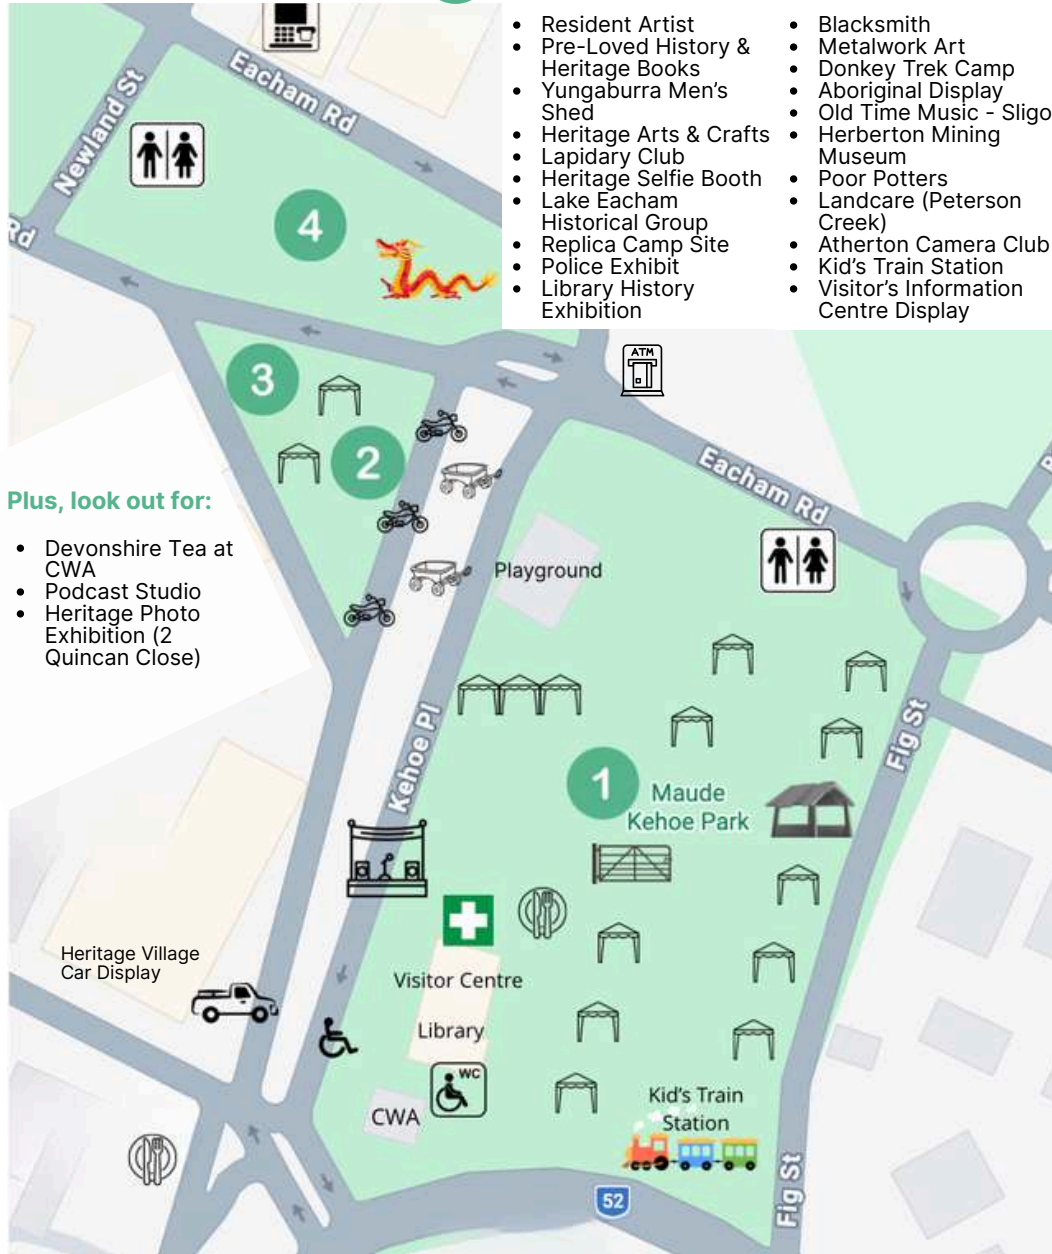 Resident Artist
Pre-Loved History &
Heritage Books
Yungaburra Men’s
Shed
Heritage Arts & Crafts
Lapidary Club
Heritage Selfie Booth
Lake Eacham
Historical Group
Replica Camp Site
Police Exhibit
Library History
Exhibition
Blacksmith
Metalwork Art
Donkey Trek Camp
Aboriginal Display
Old Time Music - Sligo
Herberton Mining
Museum
Poor Potters
Landcare (Peterson
Creek)
Atherton Camera Club
Kid’s Train Station
Visitor’s Information
Centre Display
Eacham Rd
Newland St
Rd
4
ATM
3
2
Eacham Rd
Plus, look out for:
Devonshire Tea at
CWA
Podcast Studio
Heritage Photo
Exhibition (2
Quincan Close)
Playground
Kehoe Pl
Fig St
1
Maude
Kehoe Park
Heritage Village
Car Display
Visitor Centre
Library
WC
CWA
Kid’s Train
Station
52
Fig St